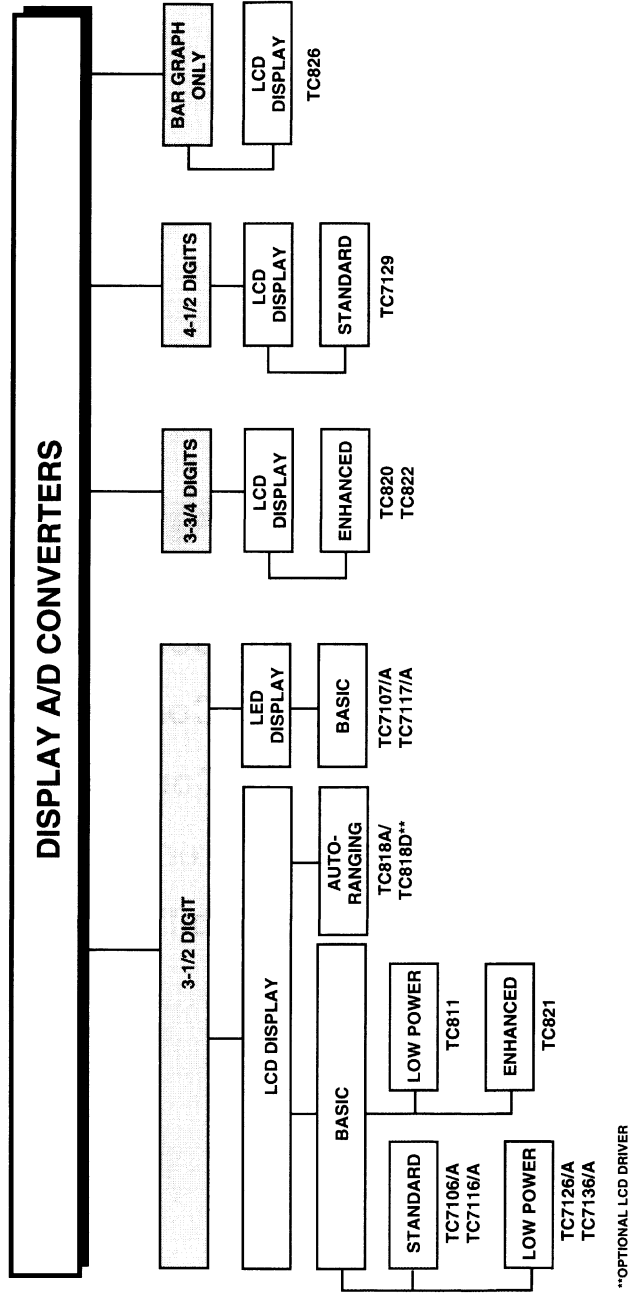 DISPLAY A/D CONVERTERS
3-1/2 DIGIT
LCD DISPLAY
BASIC
STANDARD
TC7106/A
TC7116/A
LOW POWER
TC7126/A
TC7136/A
LOW POWER
TC811
ENHANCED
TC821
AUTO-
RANGING
TC818A/
TC818D**
LED
DISPLAY
BASIC
TC7107/A
TC7117/A
3-3/4 DIGITS
LCD
DISPLAY
ENHANCED
TC820
TC822
4-1/2 DIGITS
LCD
DISPLAY
STANDARD
TC7129
BAR GRAPH
ONLY
LCD
DISPLAY
TC826
**OPTIONAL LCD DRIVER